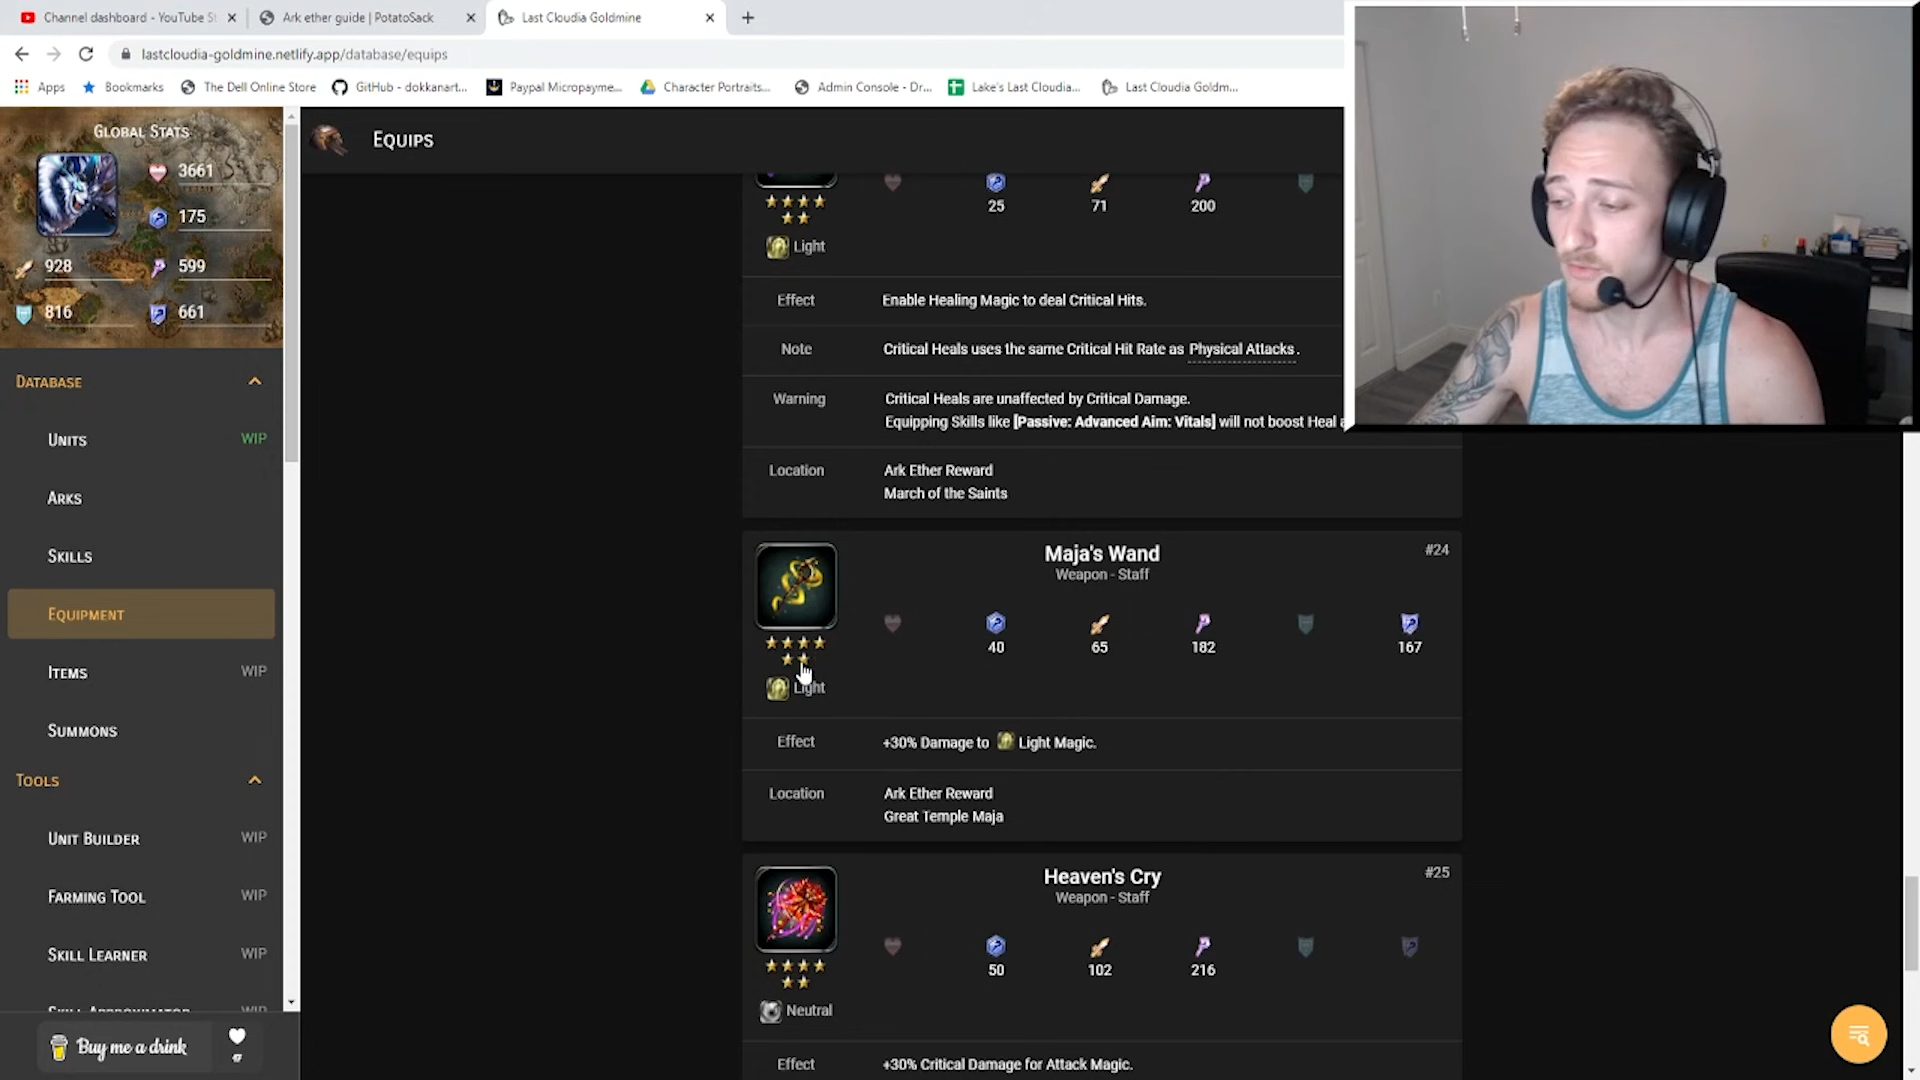 Channel dashboard - YouTube St
Ark ether guide | PotatoSack
Last Cloudia Goldmine
lastcloudia-goldmine.netlify.app/database/equips
Apps
Bookmarks
The Dell Online Store
GitHub - dokkanart...
Paypal Micropayme...
Character Portraits...
Admin Console - Dr...
Lake's Last Cloudia...
Last Cloudia Goldm...
Global Stats
3661
175
928
599
816
661
Database
Units WIP
Arks
Skills
Equipment
Items WIP
Summons
Tools
Unit Builder WIP
Farming Tool WIP
Skill Learner WIP
Skill Approximator WIP
Buy me a drink
Equips
25 71 200
Light
Effect Enable Healing Magic to deal Critical Hits.
Note Critical Heals uses the same Critical Hit Rate as Physical Attacks.
Warning Critical Heals are unaffected by Critical Damage.
Equipping Skills like [Passive: Advanced Aim: Vitals] will not boost Heal
Location Ark Ether Reward
March of the Saints
Maja's Wand #24
Weapon - Staff
40 65 182 167
Light
Effect +30% Damage to Light Magic.
Location Ark Ether Reward
Great Temple Maja
Heaven's Cry #25
Weapon - Staff
50 102 216
Neutral
Effect +30% Critical Damage for Attack Magic.